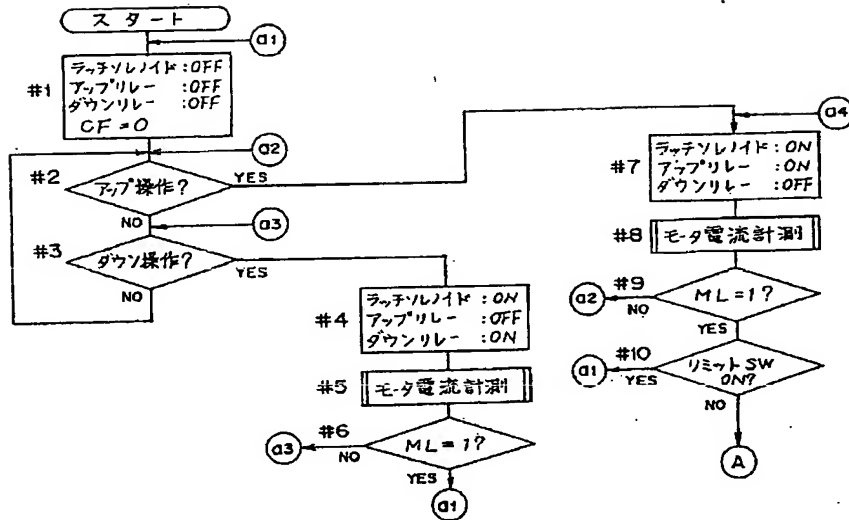 スタート
a1
#1
ラッチソレノイド:OFF
アップリレー :OFF
ダウンリレー :OFF
CF=0
a2
#2
アップ操作?
YES
NO
a3
#3
ダウン操作?
YES
NO
#4
ラッチソレノイド:ON
アップリレー :OFF
ダウンリレー :ON
#5
モータ電流計測
#6
ML=1?
a3
NO
YES
a1
a4
#7
ラッチソレノイド:ON
アップリレー :ON
ダウンリレー :OFF
#8
モータ電流計測
#9
ML=1?
a2
NO
YES
#10
リミットSW
ON?
a1
YES
NO
A